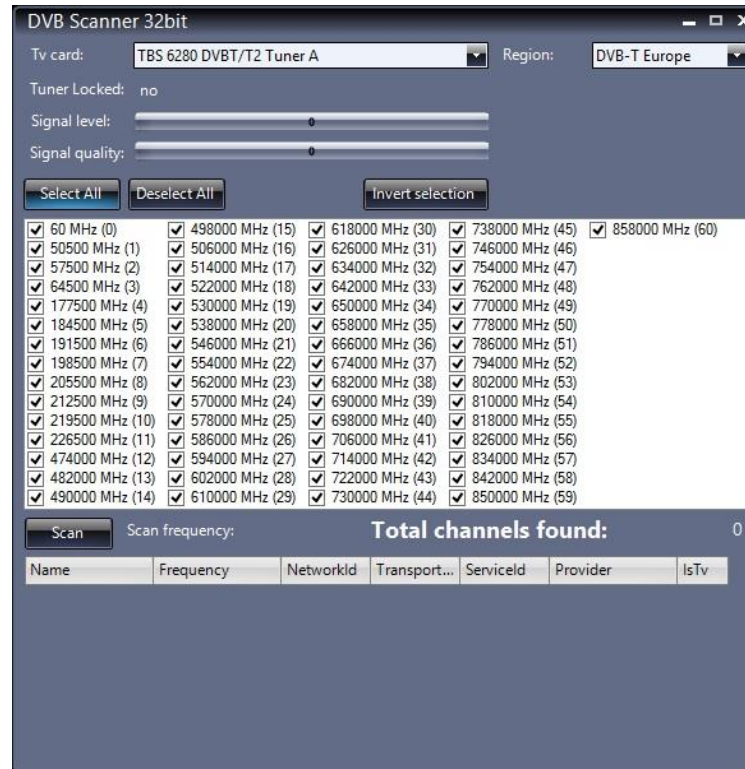 DVB Scanner 32bit
Tv card: TBS 6280 DVBT/T2 Tuner A Region: DVB-T Europe
Tuner Locked: no
Signal level: 0
Signal quality: 0
Select All Deselect All Invert selection
60 MHz (0) 498000 MHz (15) 618000 MHz (30) 738000 MHz (45) 858000 MHz (60)
50500 MHz (1) 506000 MHz (16) 626000 MHz (31) 746000 MHz (46)
57500 MHz (2) 514000 MHz (17) 634000 MHz (32) 754000 MHz (47)
64500 MHz (3) 522000 MHz (18) 642000 MHz (33) 762000 MHz (48)
177500 MHz (4) 530000 MHz (19) 650000 MHz (34) 770000 MHz (49)
184500 MHz (5) 538000 MHz (20) 658000 MHz (35) 778000 MHz (50)
191500 MHz (6) 546000 MHz (21) 666000 MHz (36) 786000 MHz (51)
198500 MHz (7) 554000 MHz (22) 674000 MHz (37) 794000 MHz (52)
205500 MHz (8) 562000 MHz (23) 682000 MHz (38) 802000 MHz (53)
212500 MHz (9) 570000 MHz (24) 690000 MHz (39) 810000 MHz (54)
219500 MHz (10) 578000 MHz (25) 698000 MHz (40) 818000 MHz (55)
226500 MHz (11) 586000 MHz (26) 706000 MHz (41) 826000 MHz (56)
474000 MHz (12) 594000 MHz (27) 714000 MHz (42) 834000 MHz (57)
482000 MHz (13) 602000 MHz (28) 722000 MHz (43) 842000 MHz (58)
490000 MHz (14) 610000 MHz (29) 730000 MHz (44) 850000 MHz (59)
Scan Scan frequency: Total channels found: 0
Name Frequency NetworkId Transport... ServiceId Provider IsTv